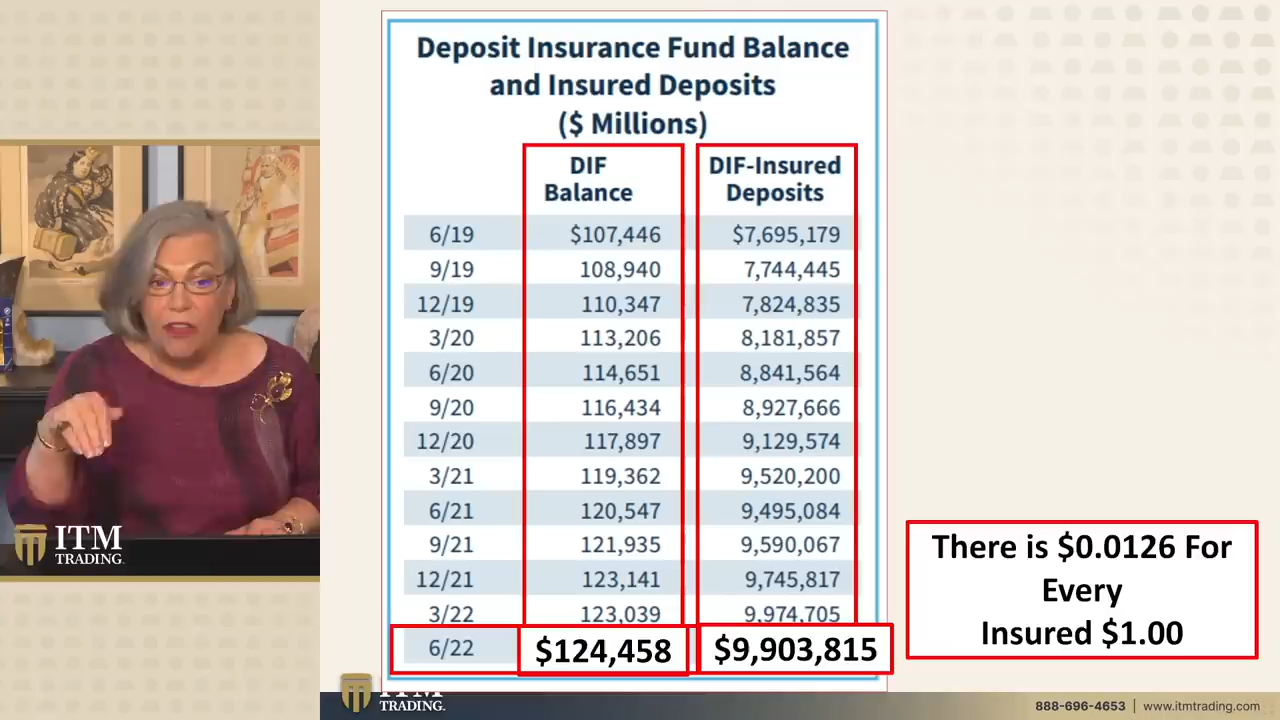 Deposit Insurance Fund Balance
and Insured Deposits
($ Millions)
DIF DIF-Insured
Balance Deposits
6/19 $107,446 $7,695,179
9/19 108,940 7,744,445
12/19 110,347 7,824,835
3/20 113,206 8,181,857
6/20 114,651 8,841,564
9/20 116,434 8,927,666
12/20 117,897 9,129,574
3/21 119,362 9,520,200
6/21 120,547 9,495,084
9/21 121,935 9,590,067
12/21 123,141 9,745,817
3/22 123,039 9,974,705
6/22 $124,458 $9,903,815
There is $0.0126 For
Every
Insured $1.00
ITM
TRADING.
ITM
TRADING.
888-696-4653 | www.itmtrading.com